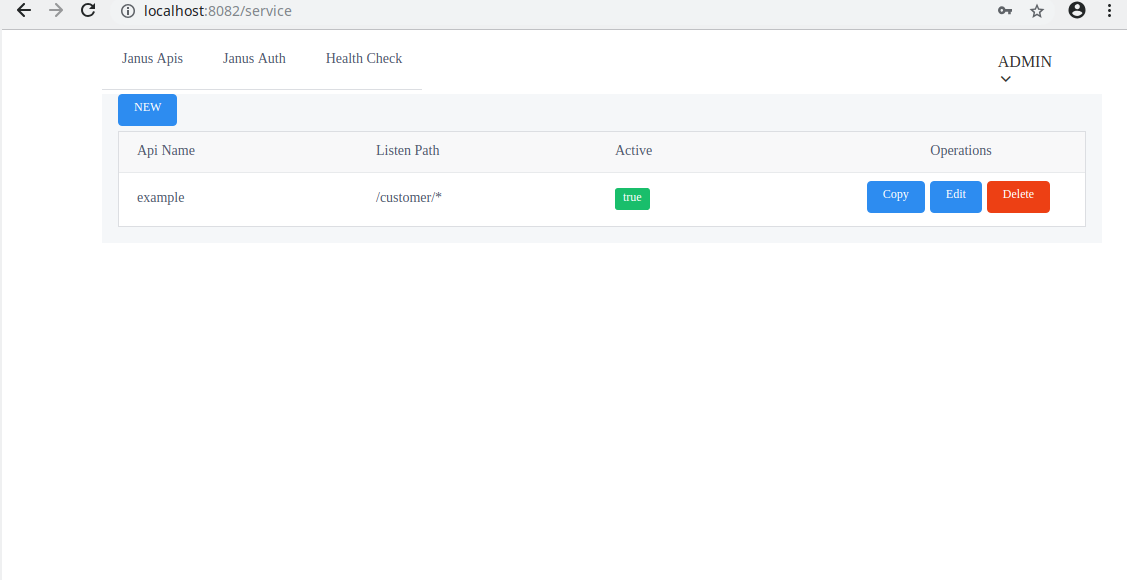 localhost:8082/service
Janus Apis Janus Auth Health Check ADMIN
NEW
Api Name Listen Path Active Operations
example /customer/* true Copy Edit Delete